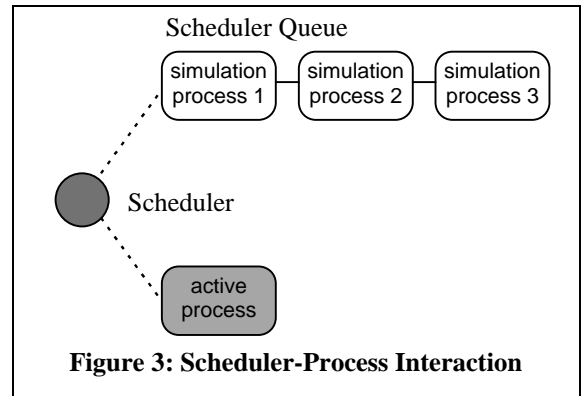 Scheduler Queue
simulation process 1
simulation process 2
simulation process 3
Scheduler
active process
Figure 3: Scheduler-Process Interaction